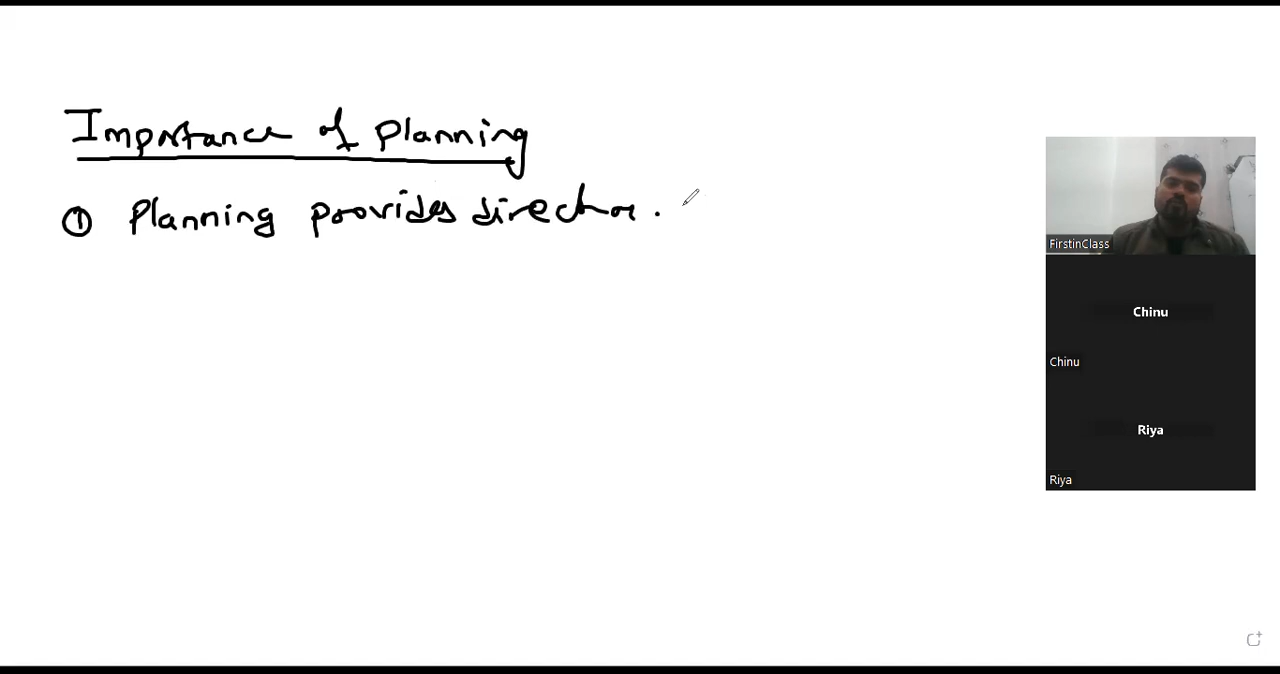 Importance of Planning
① Planning provides direction.
FirstinClass
Chinu
Chinu
Riya
Riya